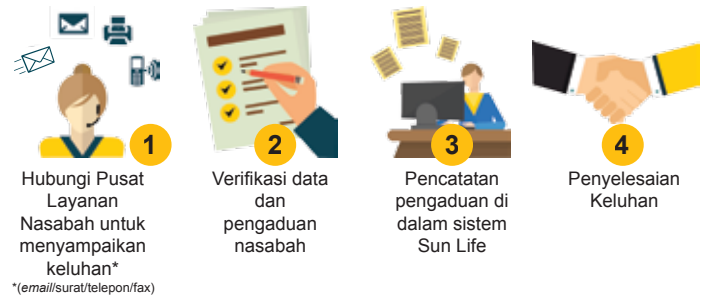 1
Hubungi Pusat
Layanan
Nasabah untuk
menyampaikan
keluhan*
*(email/surat/telepon/fax)
2
Verifikasi data
dan
pengaduan
nasabah
3
Pencatatan
pengaduan di
dalam sistem
Sun Life
4
Penyelesaian
Keluhan